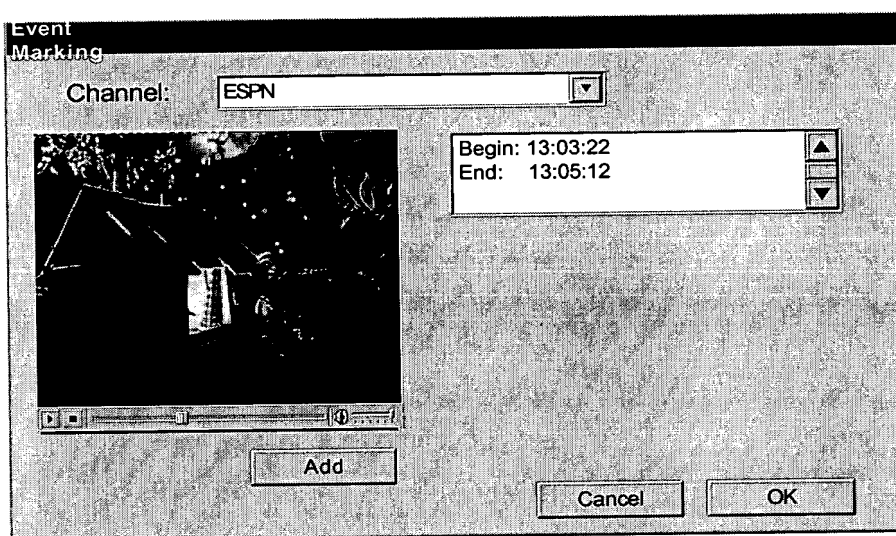 Event
Marking
Channel: ESPN
Begin: 13:03:22
End: 13:05:12
Add
Cancel
OK